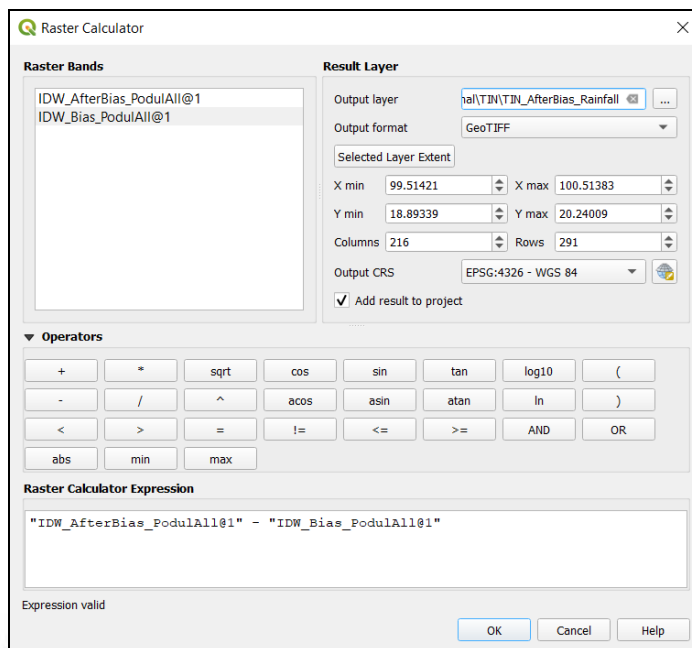 Raster Calculator
Raster Bands
IDW_AfterBias_PodulAll@1
IDW_Bias_PodulAll@1
Result Layer
Output layer nal\TIN\TIN_AfterBias_Rainfall ...
Output format GeoTIFF
Selected Layer Extent
X min 99.51421 X max 100.51383
Y min 18.89339 Y max 20.24009
Columns 216 Rows 291
Output CRS EPSG:4326 - WGS 84
Add result to project
Operators
+ * sqrt cos sin tan log10 (
- / ^ acos asin atan ln )
< > = != <= >= AND OR
abs min max
Raster Calculator Expression
"IDW_AfterBias_PodulAll@1" - "IDW_Bias_PodulAll@1"
Expression valid
OK Cancel Help